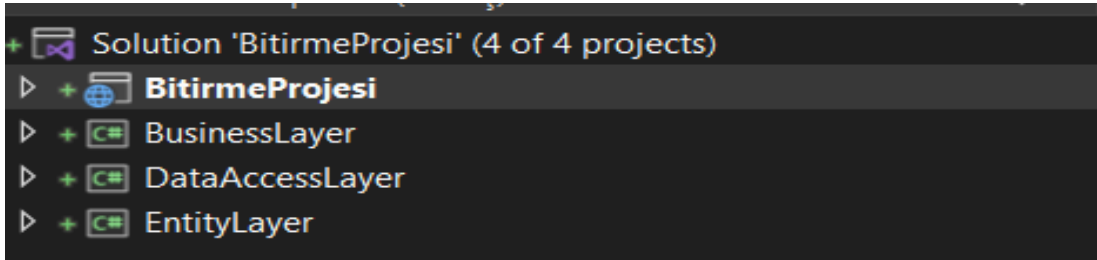 Solution 'BitirmeProjesi' (4 of 4 projects)
BitirmeProjesi
C# BusinessLayer
C# DataAccessLayer
C# EntityLayer